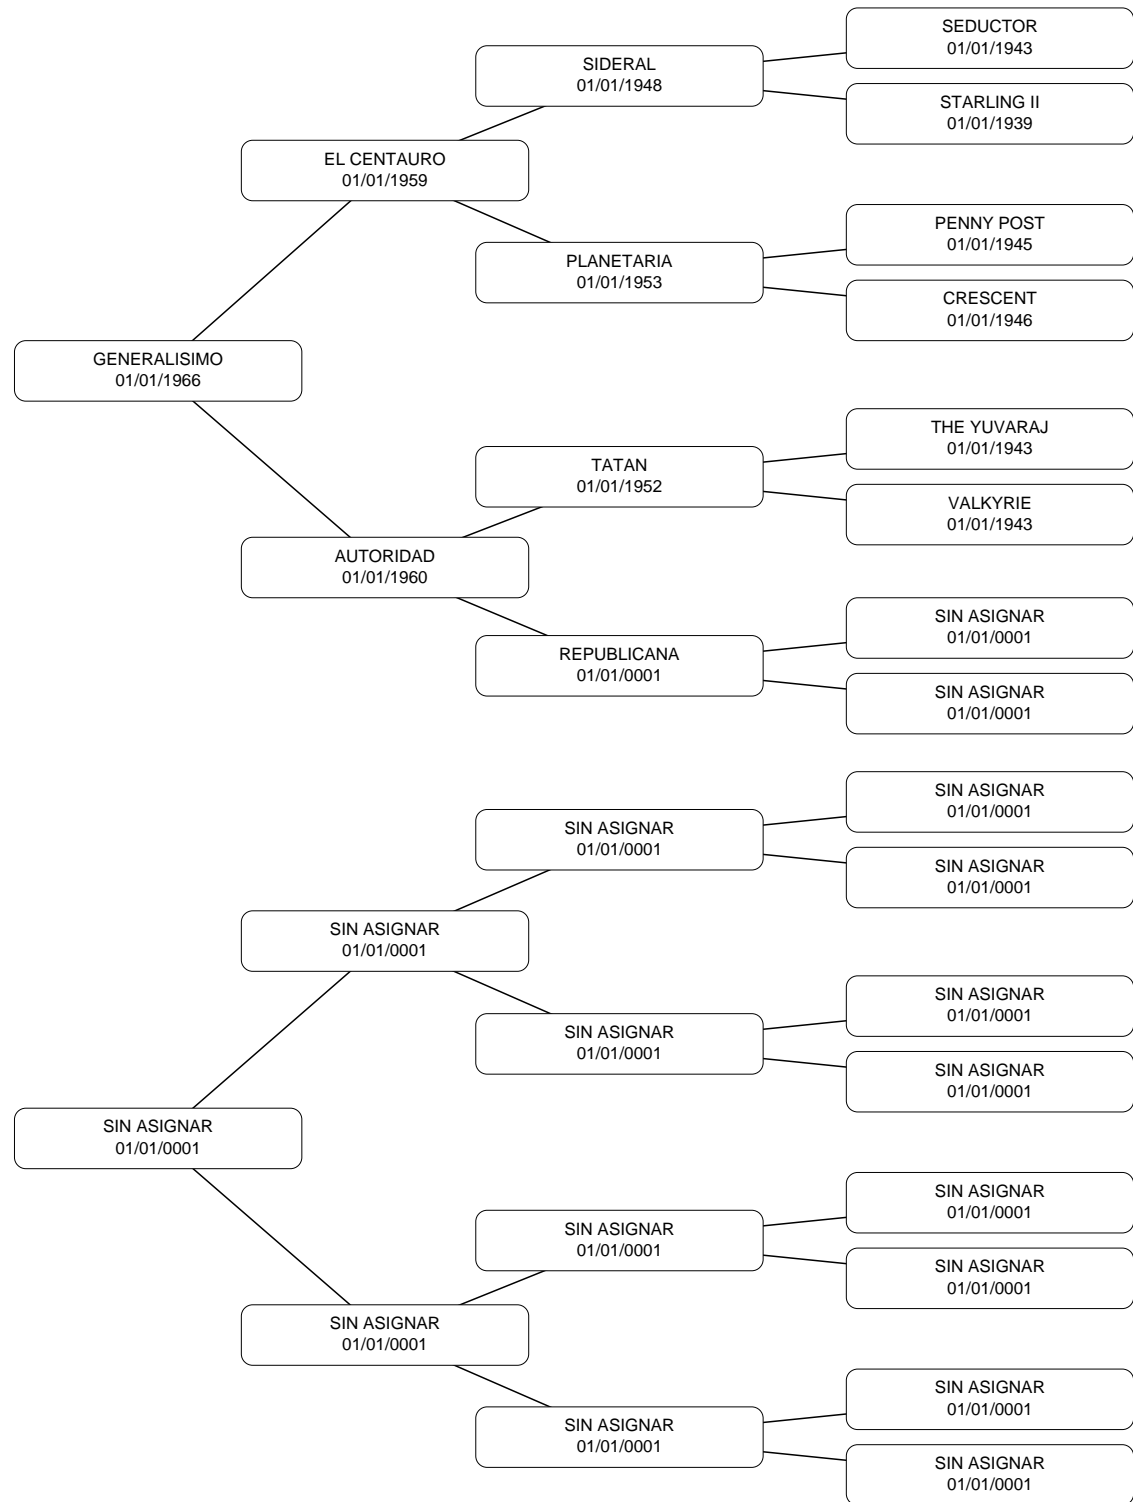 SEDUCTOR
01/01/1943
SIDERAL
01/01/1948
STARLING II
01/01/1939
EL CENTAURO
01/01/1959
PENNY POST
01/01/1945
PLANETARIA
01/01/1953
CRESCENT
01/01/1946
GENERALISIMO
01/01/1966
THE YUVARAJ
01/01/1943
TATAN
01/01/1952
VALKYRIE
01/01/1943
AUTORIDAD
01/01/1960
SIN ASIGNAR
01/01/0001
REPUBLICANA
01/01/0001
SIN ASIGNAR
01/01/0001
SIN ASIGNAR
01/01/0001
SIN ASIGNAR
01/01/0001
SIN ASIGNAR
01/01/0001
SIN ASIGNAR
01/01/0001
SIN ASIGNAR
01/01/0001
SIN ASIGNAR
01/01/0001
SIN ASIGNAR
01/01/0001
SIN ASIGNAR
01/01/0001
SIN ASIGNAR
01/01/0001
SIN ASIGNAR
01/01/0001
SIN ASIGNAR
01/01/0001
SIN ASIGNAR
01/01/0001
SIN ASIGNAR
01/01/0001
SIN ASIGNAR
01/01/0001
SIN ASIGNAR
01/01/0001